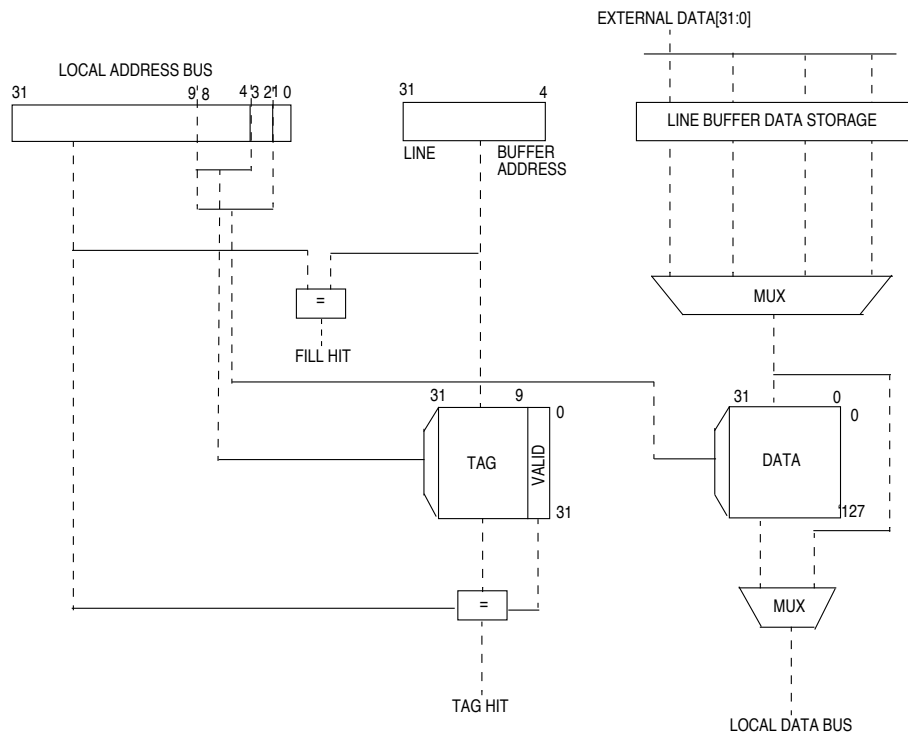 EXTERNAL DATA[31:0]
LOCAL ADDRESS BUS
31 9 8 4 3 2 1 0
31 4
LINE BUFFER DATA STORAGE
LINE BUFFER
ADDRESS
MUX
=
FILL HIT
31 9
0
31 0
0
TAG
VALID
DATA
31
127
=
MUX
TAG HIT
LOCAL DATA BUS